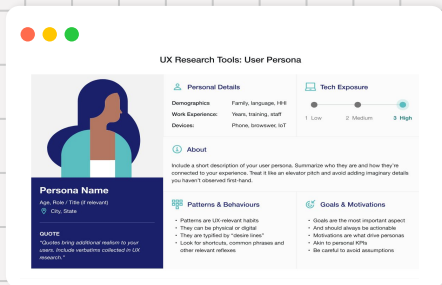 UX Research Tools: User Persona
Personal Details
Demographics: Family, language, HHI
Work Experience: Years, training, staff
Devices: Phone, browswer, IoT
Tech Exposure
1 Low 2 Medium 3 High
About
Include a short description of your user persona. Summarize who they are and how they're
connected to your experience. Treat it like an elevator pitch and avoid adding imaginary details
you haven't observed first-hand.
Persona Name
Age, Role / Title (if relevant)
City, State
QUOTE
"Quotes bring additional realism to your
users. Include verbatims collected in UX
research."
Patterns & Behaviours
• Patterns are UX-relevant habits
• They can be physical or digital
• They are typified by "desire lines"
• Look for shortcuts, common phrases and
other relevant reflexes
Goals & Motivations
• Goals are the most important aspect
• And should always be actionable
• Motivations are what drive personas
• Akin to personal KPIs
• Be careful to avoid assumptions